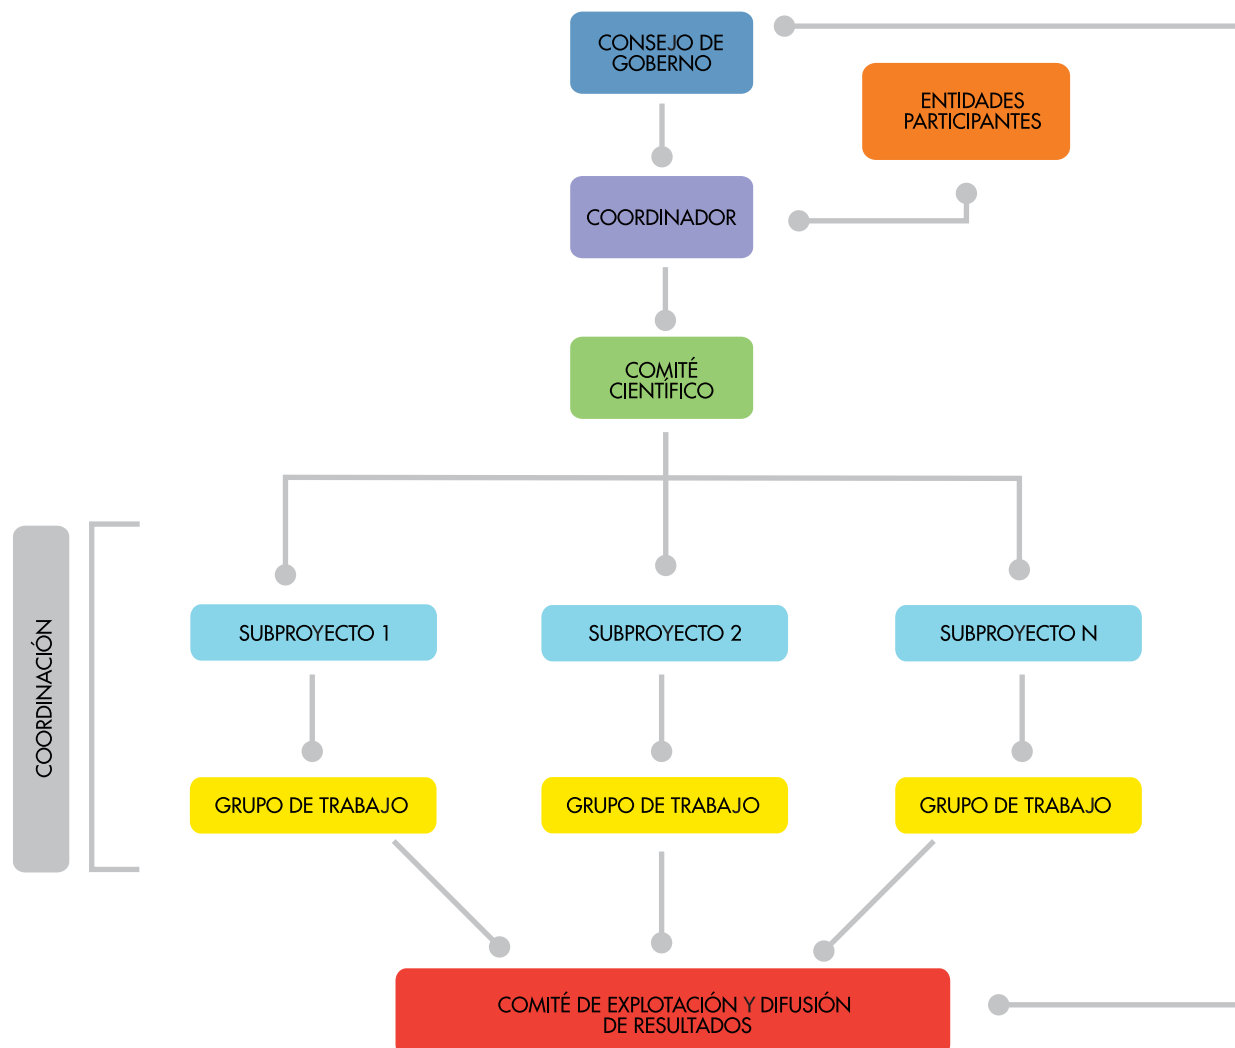 CONSEJO DE
GOBERNO
ENTIDADES
PARTICIPANTES
COORDINADOR
COMITÉ
CIENTÍFICO
COORDINACIÓN
SUBPROYECTO 1
SUBPROYECTO 2
SUBPROYECTO N
GRUPO DE TRABAJO
GRUPO DE TRABAJO
GRUPO DE TRABAJO
COMITÉ DE EXPLOTACIÓN Y DIFUSIÓN
DE RESULTADOS